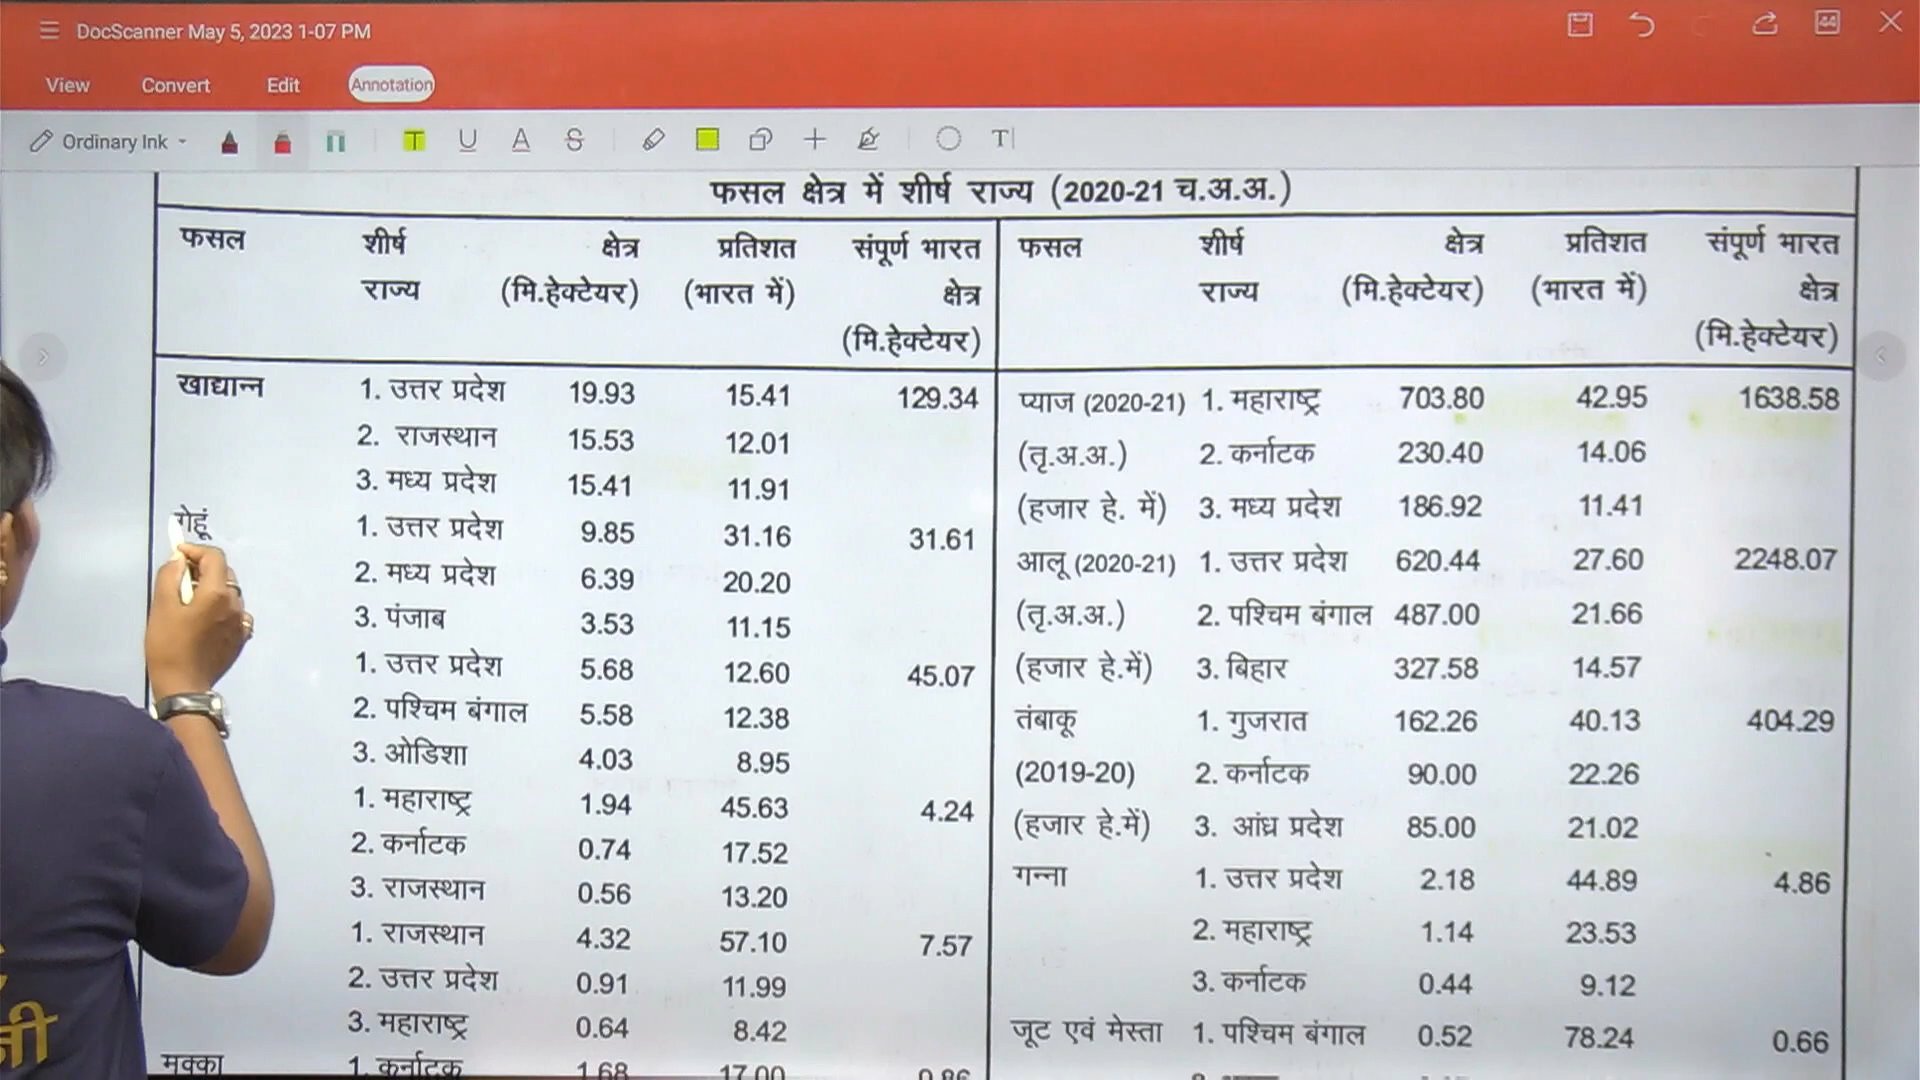 DocScanner May 5, 2023 1-07 PM
View Convert Edit Annotation
Ordinary Ink
फसल क्षेत्र में शीर्ष राज्य (2020-21 च.अ.अ.)
फसल शीर्ष क्षेत्र प्रतिशत संपूर्ण भारत
राज्य (मि.हेक्टेयर) (भारत में) क्षेत्र
(मि.हेक्टेयर)
खाद्यान्न 1. उत्तर प्रदेश 19.93 15.41 129.34
2. राजस्थान 15.53 12.01
3. मध्य प्रदेश 15.41 11.91
गेहूं 1. उत्तर प्रदेश 9.85 31.16 31.61
2. मध्य प्रदेश 6.39 20.20
3. पंजाब 3.53 11.15
1. उत्तर प्रदेश 5.68 12.60 45.07
2. पश्चिम बंगाल 5.58 12.38
3. ओडिशा 4.03 8.95
1. महाराष्ट्र 1.94 45.63 4.24
2. कर्नाटक 0.74 17.52
3. राजस्थान 0.56 13.20
1. राजस्थान 4.32 57.10 7.57
2. उत्तर प्रदेश 0.91 11.99
3. महाराष्ट्र 0.64 8.42
मक्का 1. कर्नाटक 1.68 17.00
फसल शीर्ष क्षेत्र प्रतिशत संपूर्ण भारत
राज्य (मि.हेक्टेयर) (भारत में) क्षेत्र
(मि.हेक्टेयर)
प्याज (2020-21) 1. महाराष्ट्र 703.80 42.95 1638.58
(तृ.अ.अ.) 2. कर्नाटक 230.40 14.06
(हजार हे. में) 3. मध्य प्रदेश 186.92 11.41
आलू (2020-21) 1. उत्तर प्रदेश 620.44 27.60 2248.07
(तृ.अ.अ.) 2. पश्चिम बंगाल 487.00 21.66
(हजार हे.में) 3. बिहार 327.58 14.57
तंबाकू 1. गुजरात 162.26 40.13 404.29
(2019-20) 2. कर्नाटक 90.00 22.26
(हजार हे.में) 3. आंध्र प्रदेश 85.00 21.02
गन्ना 1. उत्तर प्रदेश 2.18 44.89 4.86
2. महाराष्ट्र 1.14 23.53
3. कर्नाटक 0.44 9.12
जूट एवं मेस्ता 1. पश्चिम बंगाल 0.52 78.24 0.66